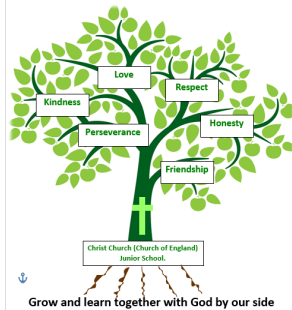 Love
Respect
Kindness
Honesty
Perseverance
Friendship
Christ Church (Church of England)
Junior School.
Grow and learn together with God by our side